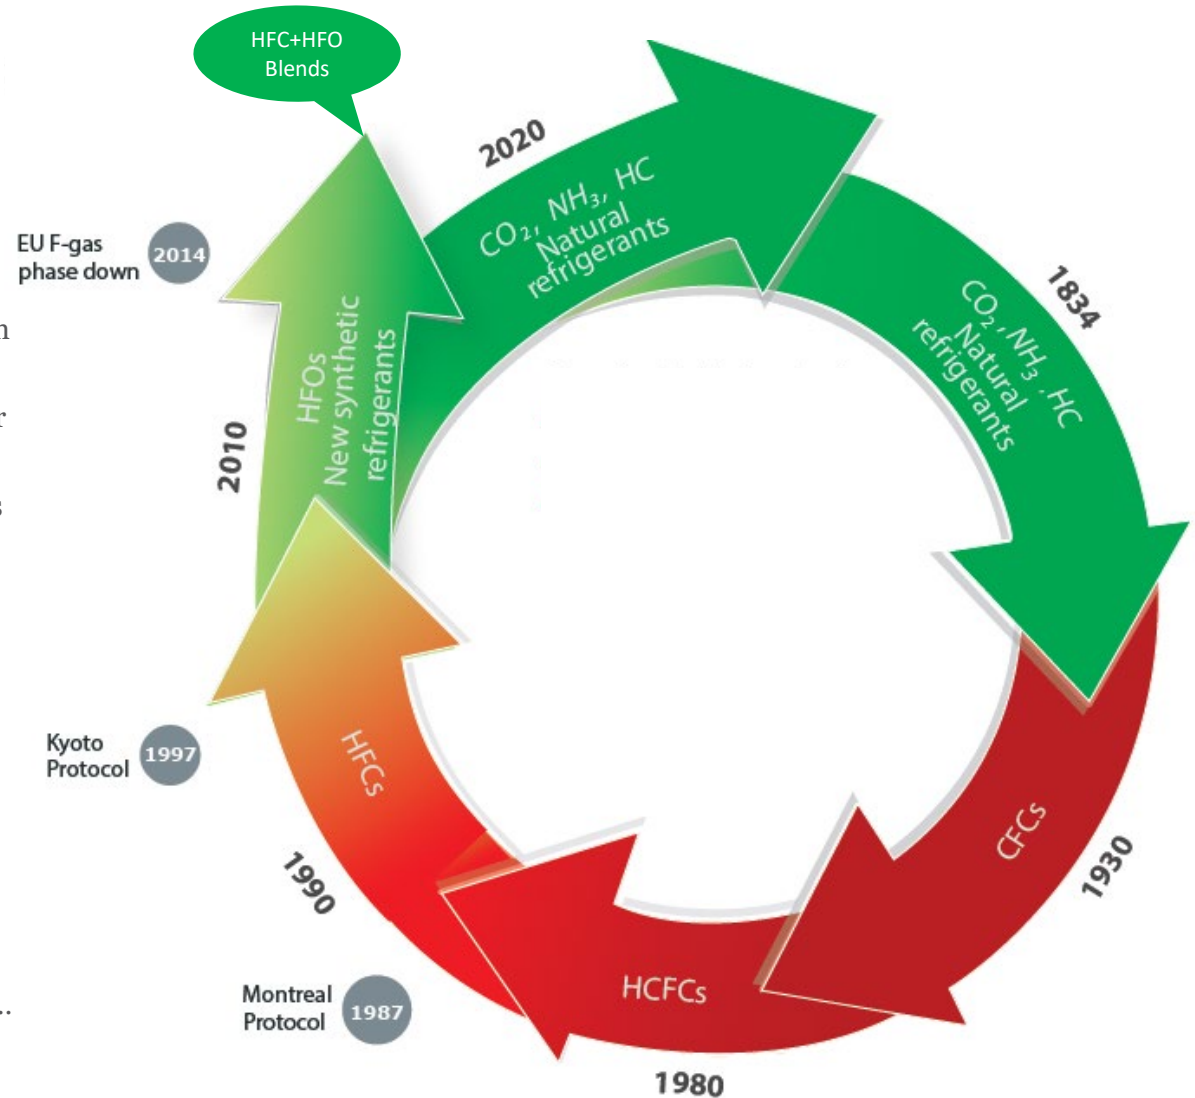 HFC+HFO
Blends
2020
CO₂, NH₃, HC
Natural
refrigerants
1834
CO₂, NH₃ ,HC
Natural
refrigerants
EU F-gas
phase down
2014
HFOs
New synthetic
refrigerants
2010
Kyoto
Protocol
1997
HFCs
1990
CFCs
1930
Montreal
Protocol
1987
HCFCs
1980
..